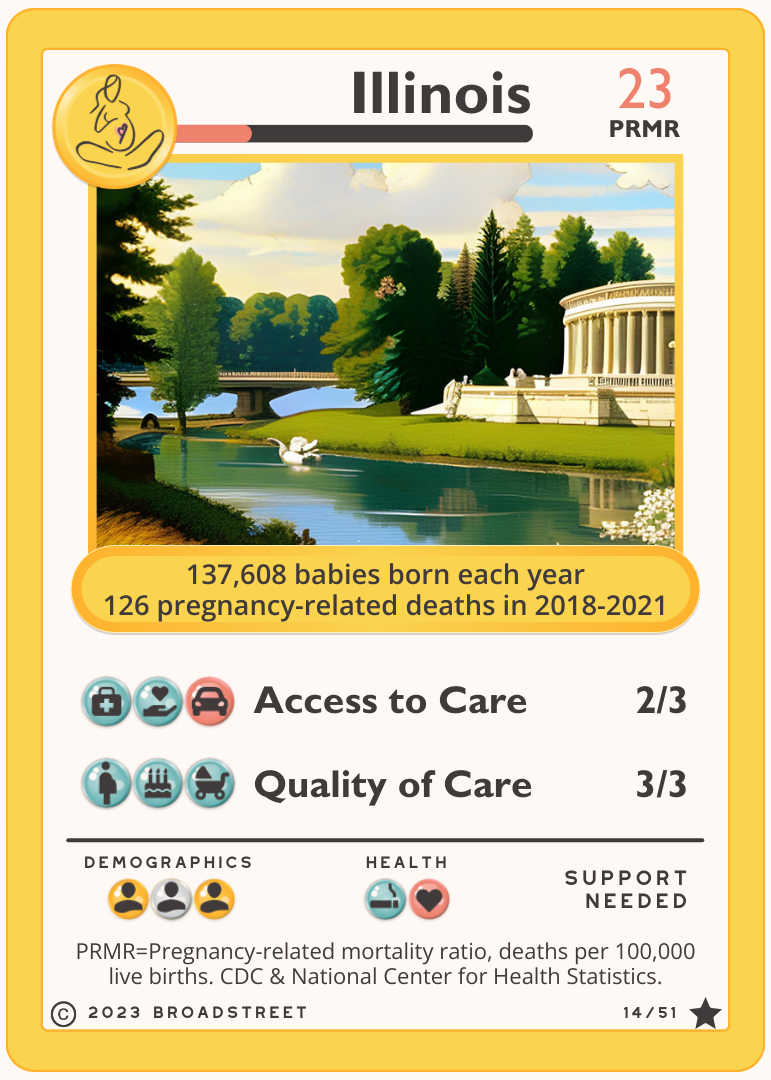 Illinois
23
PRMR
137,608 babies born each year
126 pregnancy-related deaths in 2018-2021
Access to Care 2/3
Quality of Care 3/3
DEMOGRAPHICS
HEALTH
SUPPORT
NEEDED
PRMR=Pregnancy-related mortality ratio, deaths per 100,000
live births. CDC & National Center for Health Statistics.
© 2023 BROADSTREET 14/51